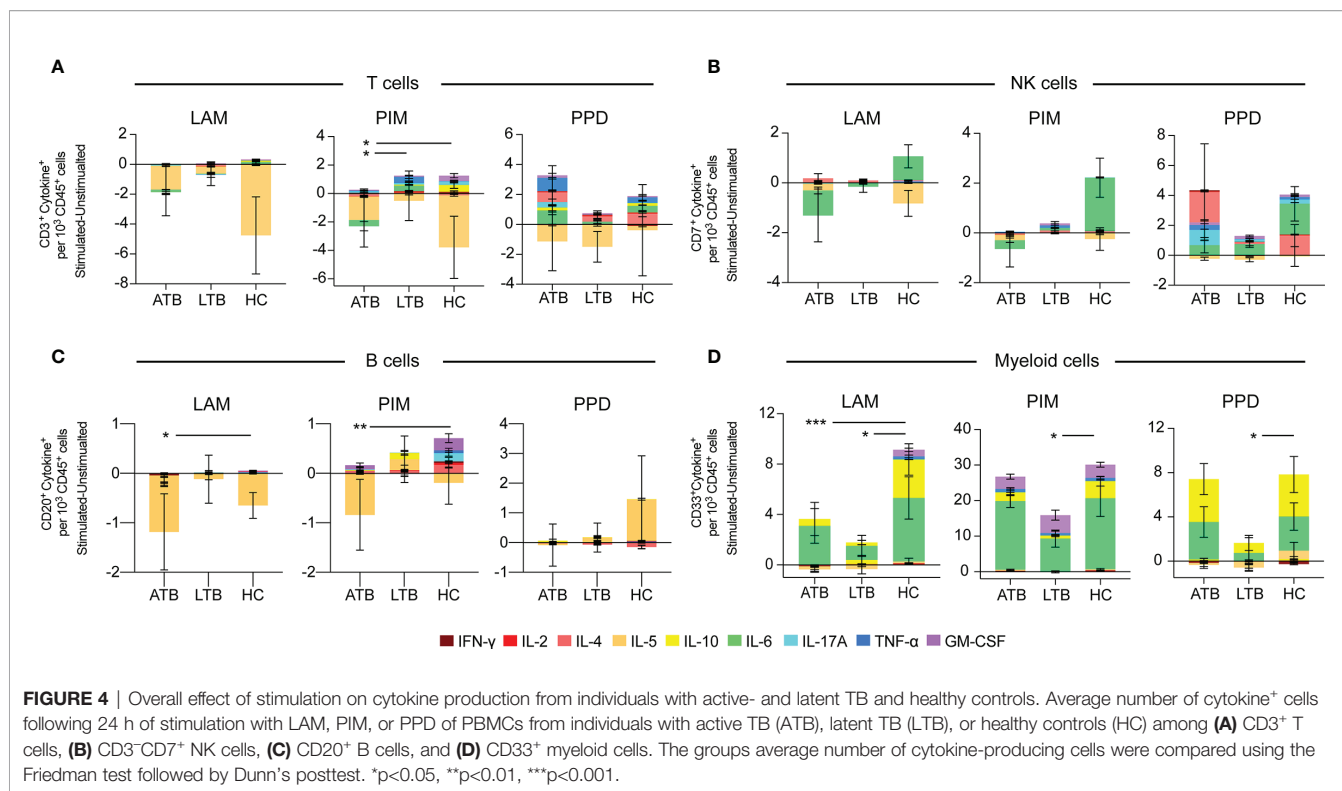 A
T cells
LAM
PIM
PPD
CD3+ Cytokine+
per 10³ CD45+ cells
Stimulated-Unstimualted
2
0
-2
-4
-6
-8
ATB LTB HC
4
2
0
-2
-4
-6
*
*
ATB LTB HC
6
4
2
0
2
4
ATB LTB HC
B
NK cells
LAM
PIM
PPD
CD7+ Cytokine+
per 10³ CD45+ cells
Stimulated-Unstimualted
2
0
-2
-4
ATB LTB HC
4
2
0
-2
ATB LTB HC
8
6
4
2
0
-2
ATB LTB HC
C
B cells
LAM
PIM
PPD
CD20+ Cytokine+
per 10³ CD45+ cells
Stimulated-Unstimualted
1
0
-1
-2
*
ATB LTB HC
1
0
-1
-2
**
ATB LTB HC
4
3
2
1
0
-1
ATB LTB HC
D
Myeloid cells
LAM
PIM
PPD
CD33+Cytokine+
per 10³ CD45+ cells
Stimulated-Unstimualted
12
8
4
0
***
*
ATB LTB HC
40
30
20
10
0
*
ATB LTB HC
12
8
4
0
*
ATB LTB HC
IFN-γ IL-2 IL-4 IL-5 IL-10 IL-6 IL-17A TNF-α GM-CSF
FIGURE 4 | Overall effect of stimulation on cytokine production from individuals with active- and latent TB and healthy controls. Average number of cytokine+ cells
following 24 h of stimulation with LAM, PIM, or PPD of PBMCs from individuals with active TB (ATB), latent TB (LTB), or healthy controls (HC) among (A) CD3+ T
cells, (B) CD3−CD7+ NK cells, (C) CD20+ B cells, and (D) CD33+ myeloid cells. The groups average number of cytokine-producing cells were compared using the
Friedman test followed by Dunn's posttest. *p<0.05, **p<0.01, ***p<0.001.